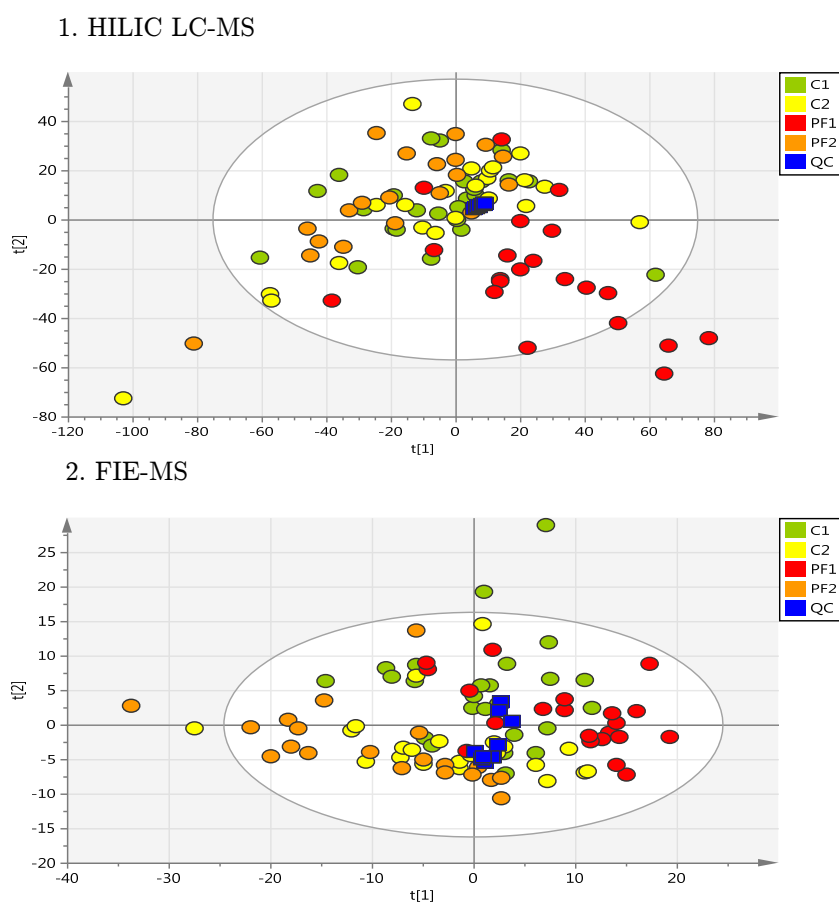 1. HILIC LC-MS
C1
C2
PF1
PF2
QC
40
20
0
-20
-40
-60
-80
t[2]
-120 -100 -80 -60 -40 -20 0 20 40 60 80
t[1]
2. FIE-MS
C1
C2
PF1
PF2
QC
25
20
15
10
5
0
-5
-10
-15
-20
t[2]
-40 -30 -20 -10 0 10 20
t[1]